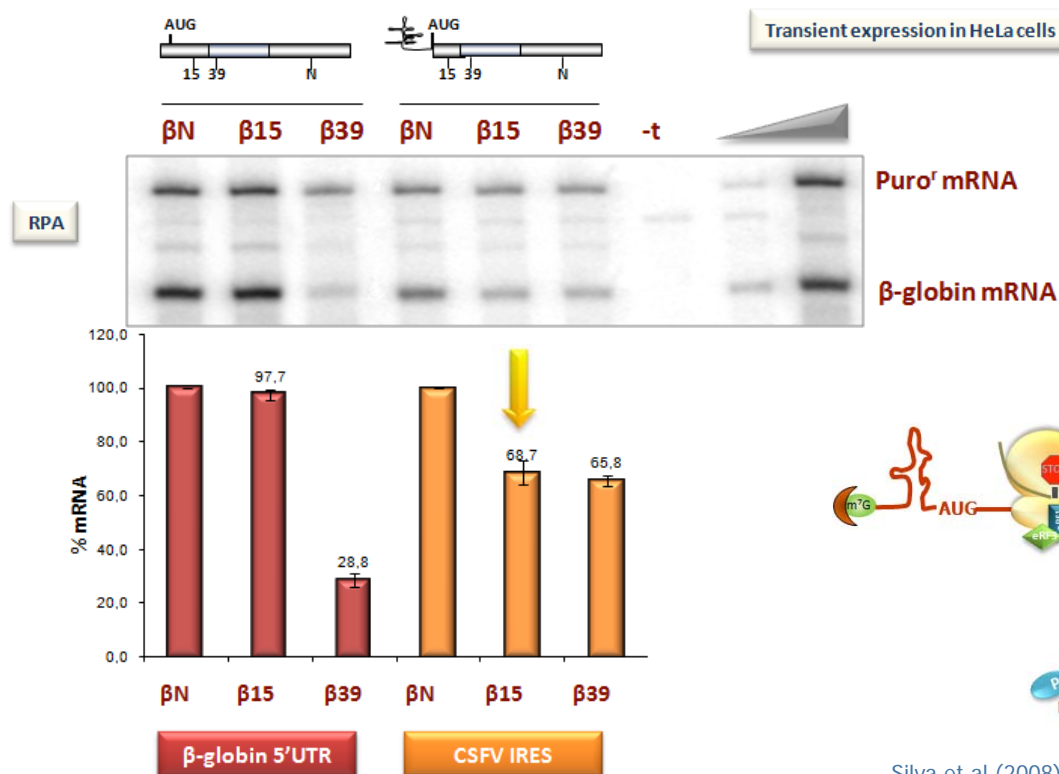 AUG
AUG
Transient expression in HeLa cells
15 39 N
15 39 N
βN β15 β39 βN β15 β39 -t
Puroʳ mRNA
RPA
β-globin mRNA
120,0
100,0
80,0
60,0
40,0
20,0
0,0
% mRNA
97,7
28,8
68,7
65,8
βN β15 β39 βN β15 β39
β-globin 5'UTR
CSFV IRES
m⁷G
AUG
STO
eRF3
Silva et al (2008)